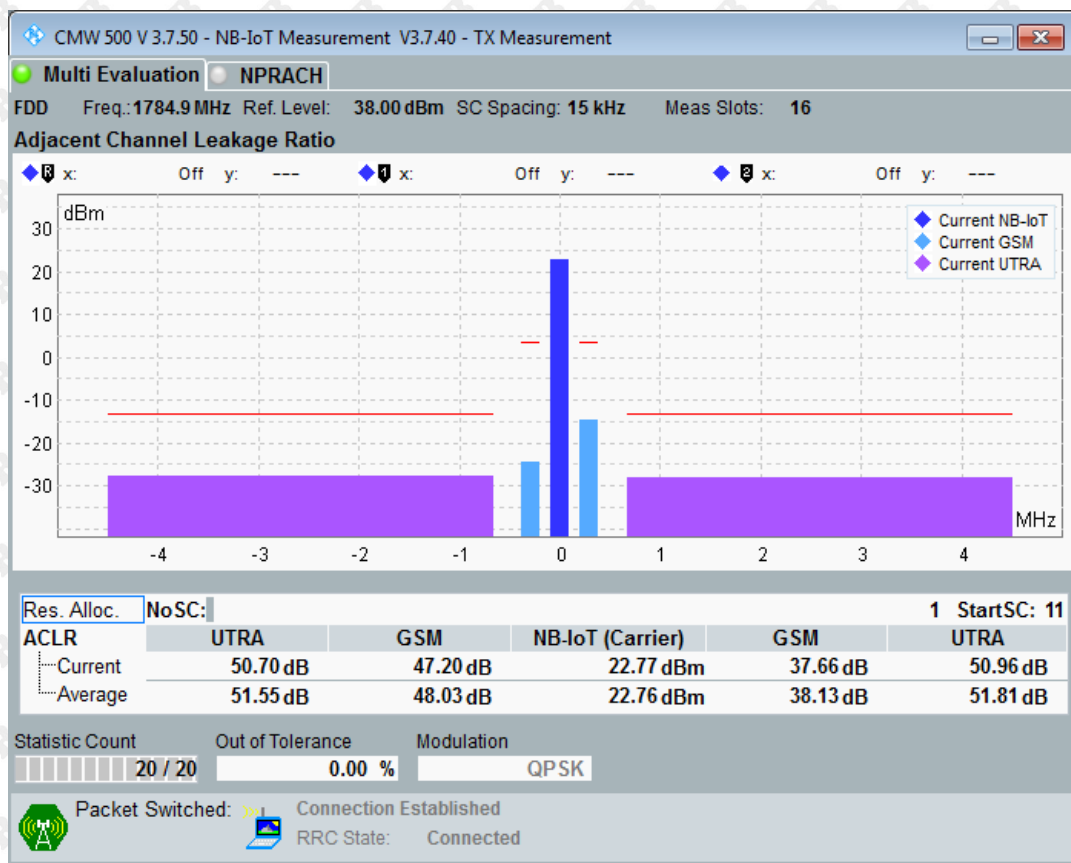 CMW 500 V 3.7.50 - NB-IoT Measurement V3.7.40 - TX Measurement
Multi Evaluation NPRACH
FDD Freq.: 1784.9 MHz Ref. Level: 38.00 dBm SC Spacing: 15 kHz Meas Slots: 16
Adjacent Channel Leakage Ratio
R x: Off y: --- 1 x: Off y: --- 2 x: Off y: ---
dBm
Current NB-IoT
Current GSM
Current UTRA
30
20
10
0
-10
-20
-30
MHz
-4 -3 -2 -1 0 1 2 3 4
Res. Alloc. NoSC: 1 StartSC: 11
ACLR UTRA GSM NB-IoT (Carrier) GSM UTRA
Current 50.70 dB 47.20 dB 22.77 dBm 37.66 dB 50.96 dB
Average 51.55 dB 48.03 dB 22.76 dBm 38.13 dB 51.81 dB
Statistic Count Out of Tolerance Modulation
20 / 20 0.00 % QPSK
Packet Switched: Connection Established
RRC State: Connected